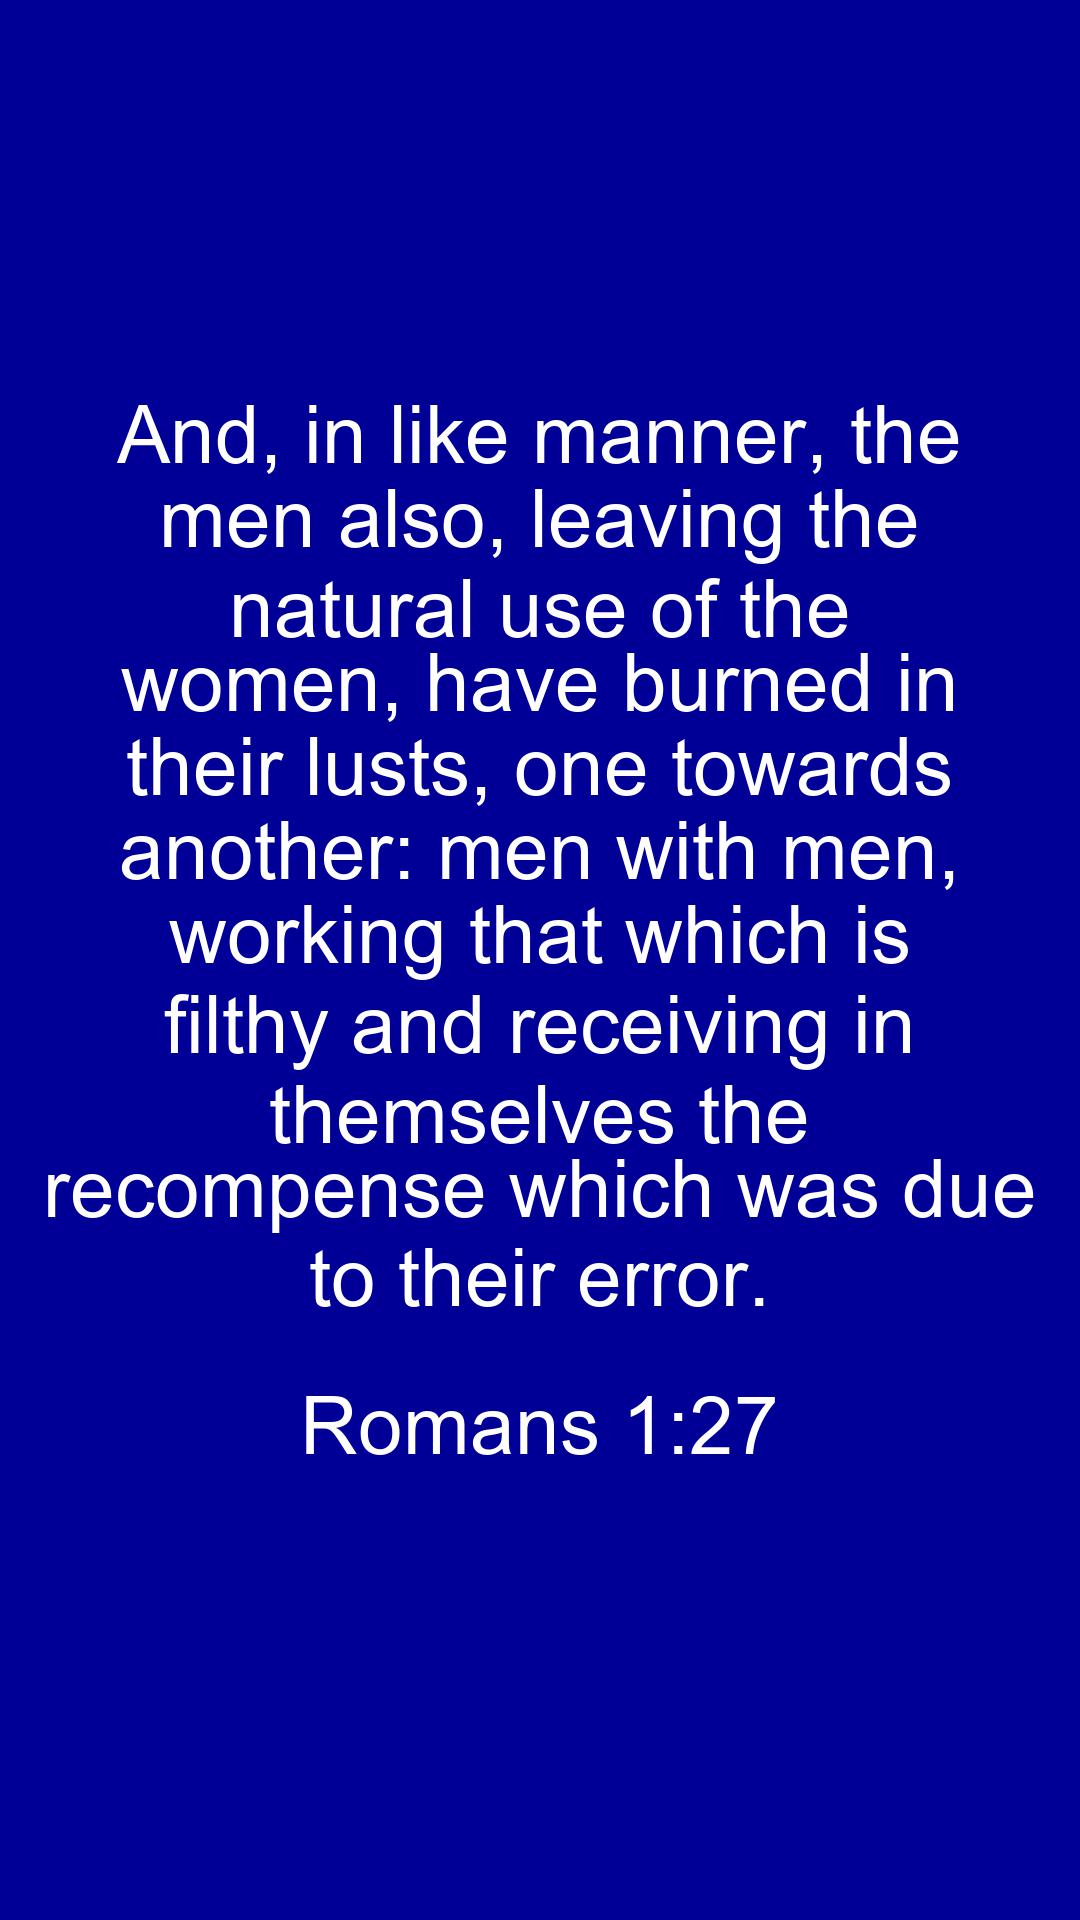 And, in like manner, the
men also, leaving the
natural use of the
women, have burned in
their lusts, one towards
another: men with men,
working that which is
filthy and receiving in
themselves the
recompense which was due
to their error.
Romans 1:27